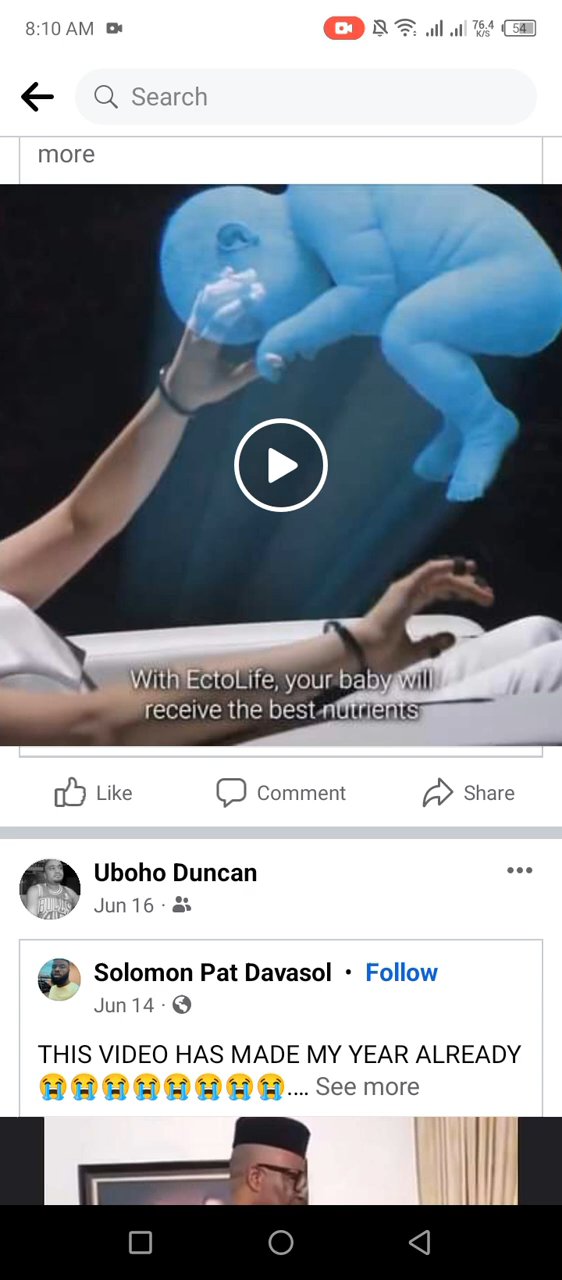 8:10 AM
76.4
K/S
54
Search
more
With EctoLife, your baby will
receive the best nutrients
Like
Comment
Share
Uboho Duncan
Jun 16 ·
Solomon Pat Davasol • Follow
Jun 14 ·
THIS VIDEO HAS MADE MY YEAR ALREADY
😭😭😭😭😭😭😭😭.... See more